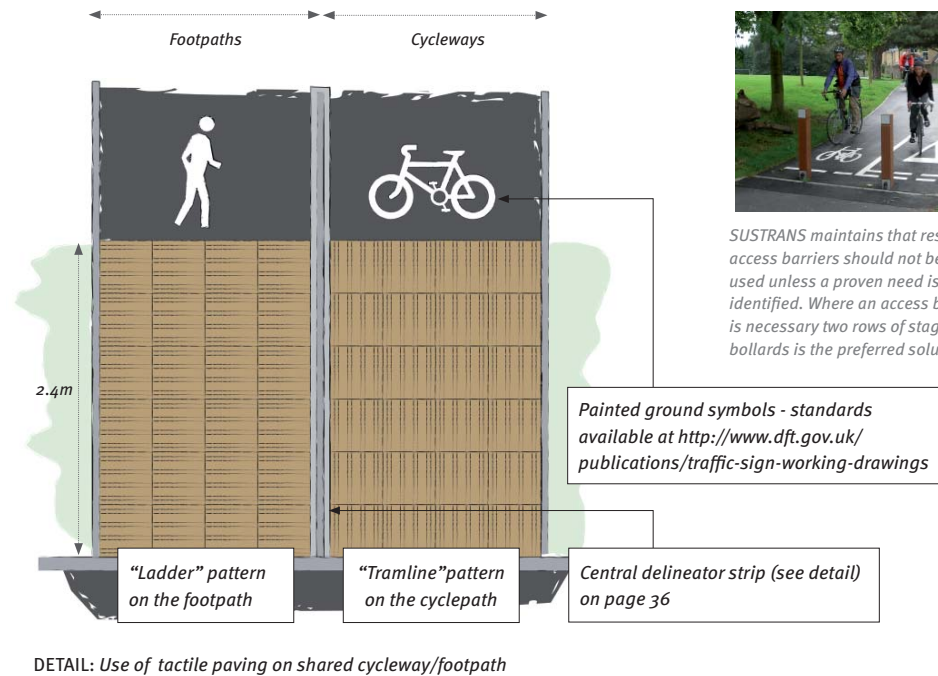 Footpaths
Cycleways
2.4m
SUSTRANS maintains that
access barriers should not be
used unless a proven need is
identified. Where an access
is necessary two rows of
bollards is the preferred
Painted ground symbols - standards
available at http://www.dft.gov.uk/
publications/traffic-sign-working-drawings
"Ladder" pattern
on the footpath
"Tramline"pattern
on the cyclepath
Central delineator strip (see detail)
on page 36
DETAIL: Use of tactile paving on shared cycleway/footpath